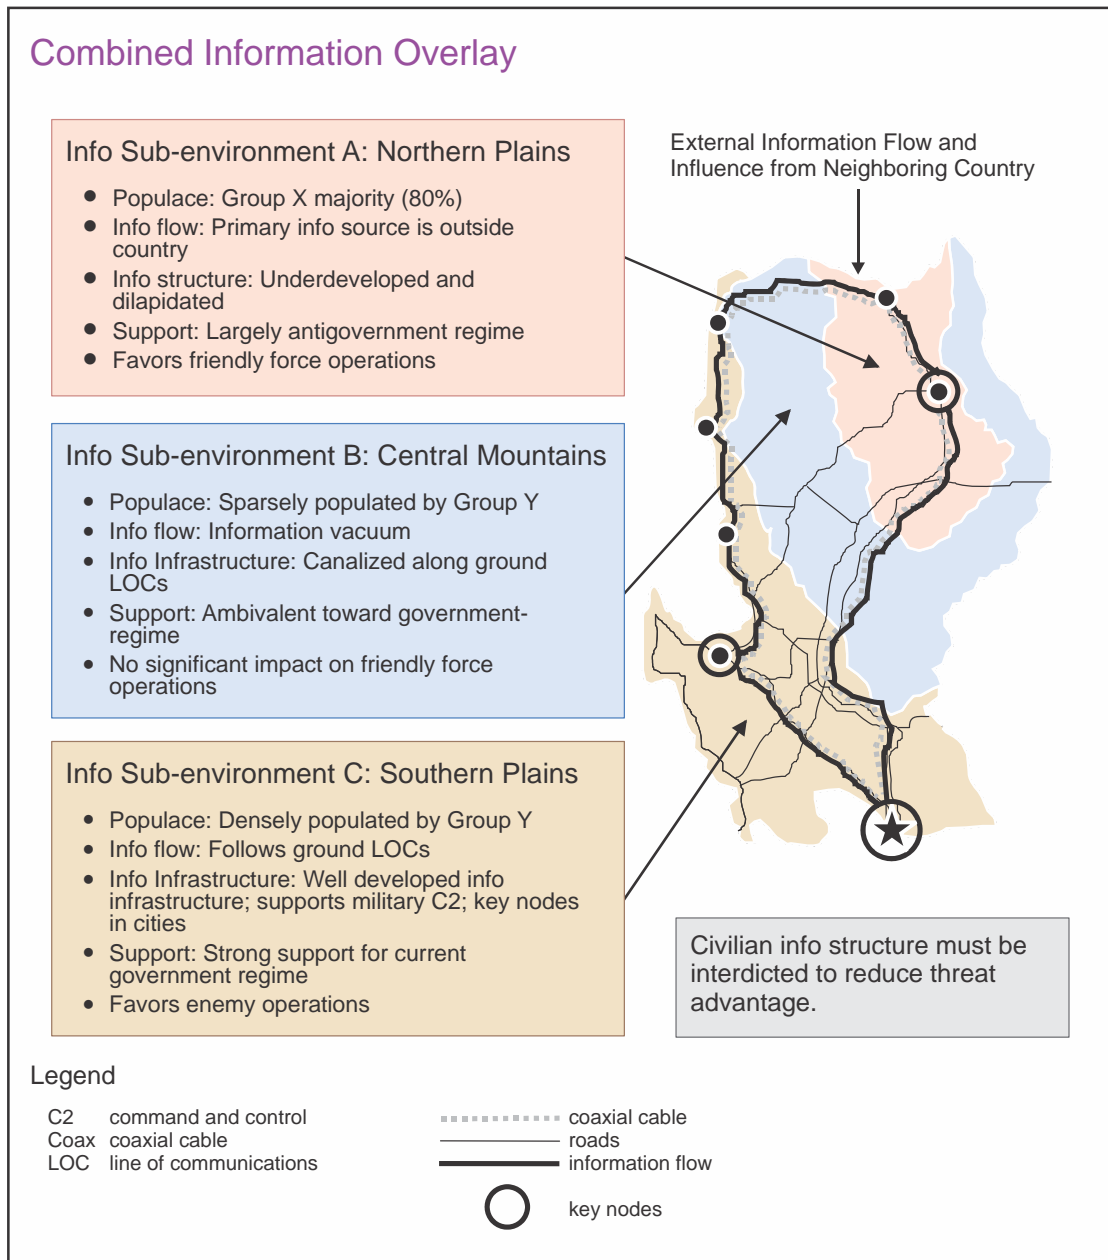 Combined Information Overlay
Info Sub-environment A: Northern Plains
● Populace: Group X majority (80%)
● Info flow: Primary info source is outside
country
● Info structure: Underdeveloped and
dilapidated
● Support: Largely antigovernment regime
● Favors friendly force operations
External Information Flow and
Influence from Neighboring Country
Info Sub-environment B: Central Mountains
● Populace: Sparsely populated by Group Y
● Info flow: Information vacuum
● Info Infrastructure: Canalized along ground
LOCs
● Support: Ambivalent toward government-
regime
● No significant impact on friendly force
operations
Info Sub-environment C: Southern Plains
● Populace: Densely populated by Group Y
● Info flow: Follows ground LOCs
● Info Infrastructure: Well developed info
infrastructure; supports military C2; key nodes
in cities
● Support: Strong support for current
government regime
● Favors enemy operations
Civilian info structure must be
interdicted to reduce threat
advantage.
Legend
C2 command and control
Coax coaxial cable
LOC line of communications
coaxial cable
roads
information flow
key nodes